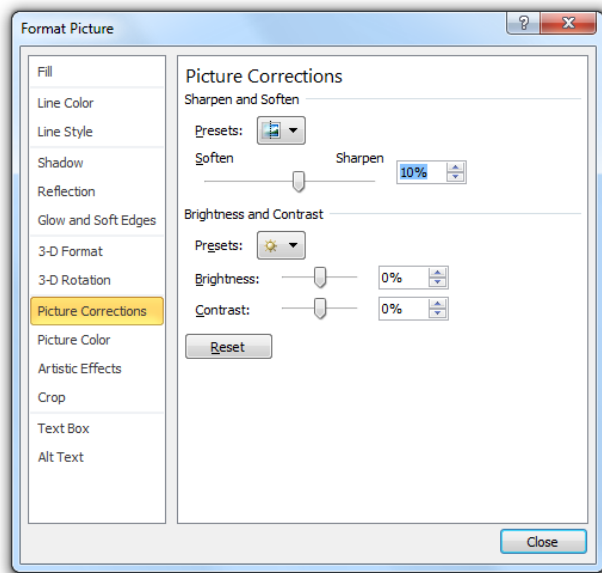 Format Picture
?
Fill
Line Color
Line Style
Shadow
Reflection
Glow and Soft Edges
3-D Format
3-D Rotation
Picture Corrections
Picture Color
Artistic Effects
Crop
Text Box
Alt Text
Picture Corrections
Sharpen and Soften
Presets:
Soften Sharpen
10%
Brightness and Contrast
Presets:
Brightness: 0%
Contrast: 0%
Reset
Close